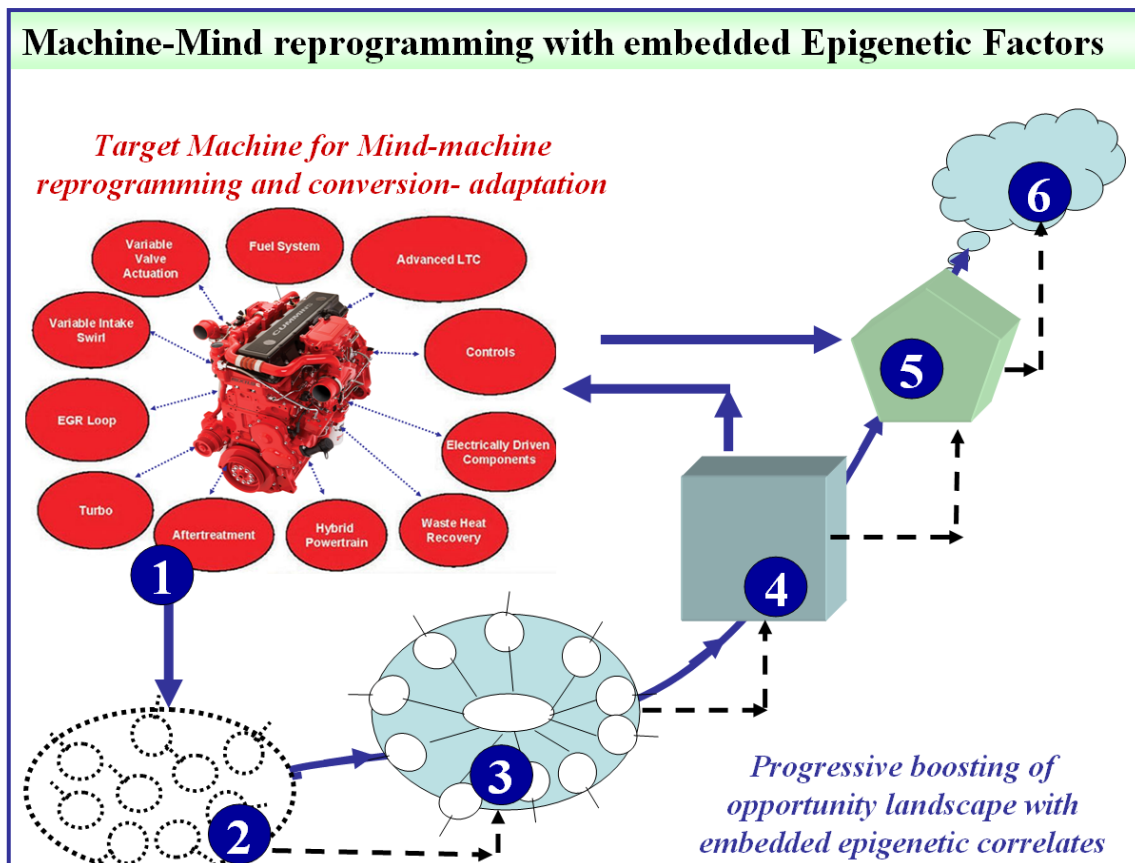 Machine-Mind reprogramming with embedded Epigenetic Factors
Target Machine for Mind-machine
reprogramming and conversion- adaptation
Variable
Valve
Actuation
Fuel System
Advanced LTC
Variable Intake
Swirl
Controls
EGR Loop
Electrically Driven
Components
Turbo
Aftertreatment
Hybrid
Powertrain
Waste Heat
Recovery
CUMMINS
1
2
3
4
5
6
Progressive boosting of
opportunity landscape with
embedded epigenetic correlates